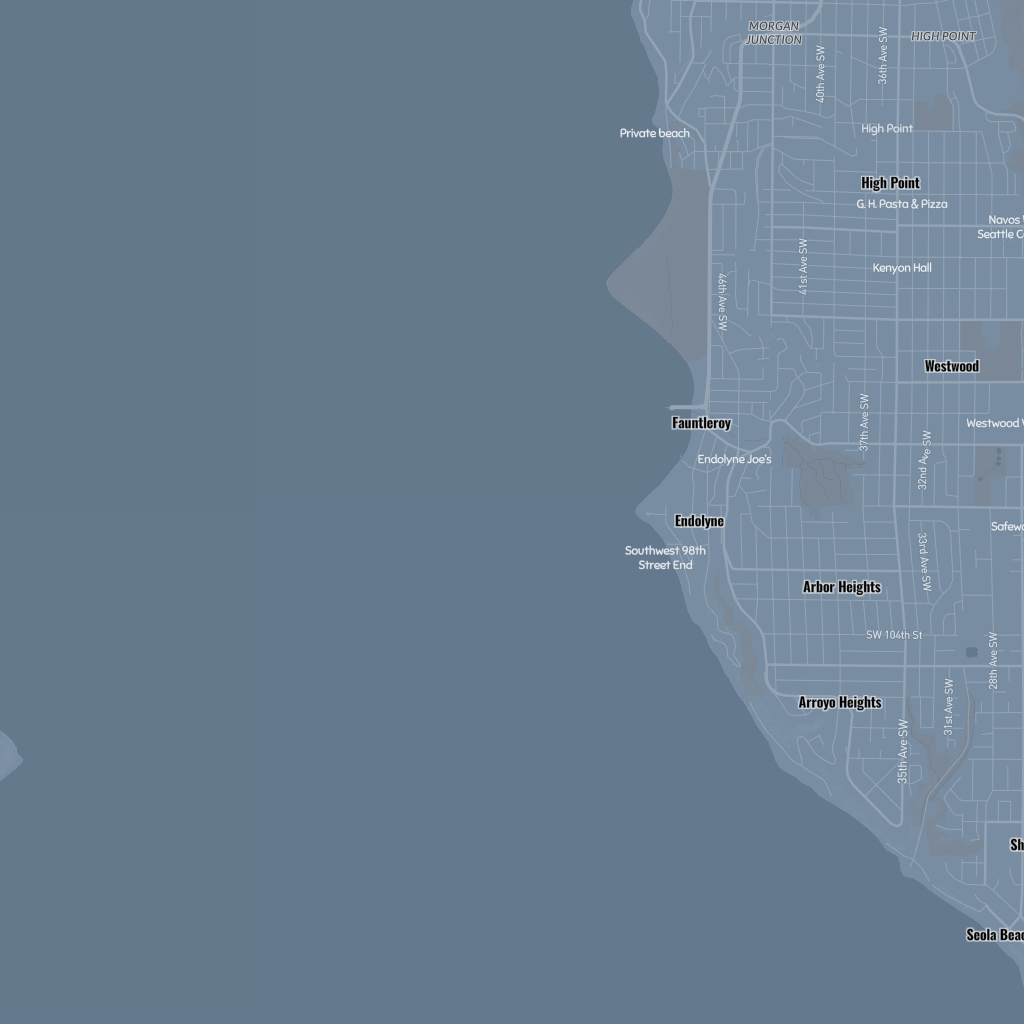 MORGAN
JUNCTION
HIGH POINT
36th Ave SW
40th Ave SW
High Point
Private beach
High Point
G. H. Pasta & Pizza
Navos
Seattle C
41st Ave SW
Kenyon Hall
46th Ave SW
Westwood
37th Ave SW
Fauntleroy
Westwood
Endolyne Joe's
32nd Ave SW
Endolyne
Safew
Southwest 98th
Street End
33rd Ave SW
Arbor Heights
SW 104th St
28th Ave SW
Arroyo Heights
31st Ave SW
35th Ave SW
Sh
Seola Beac